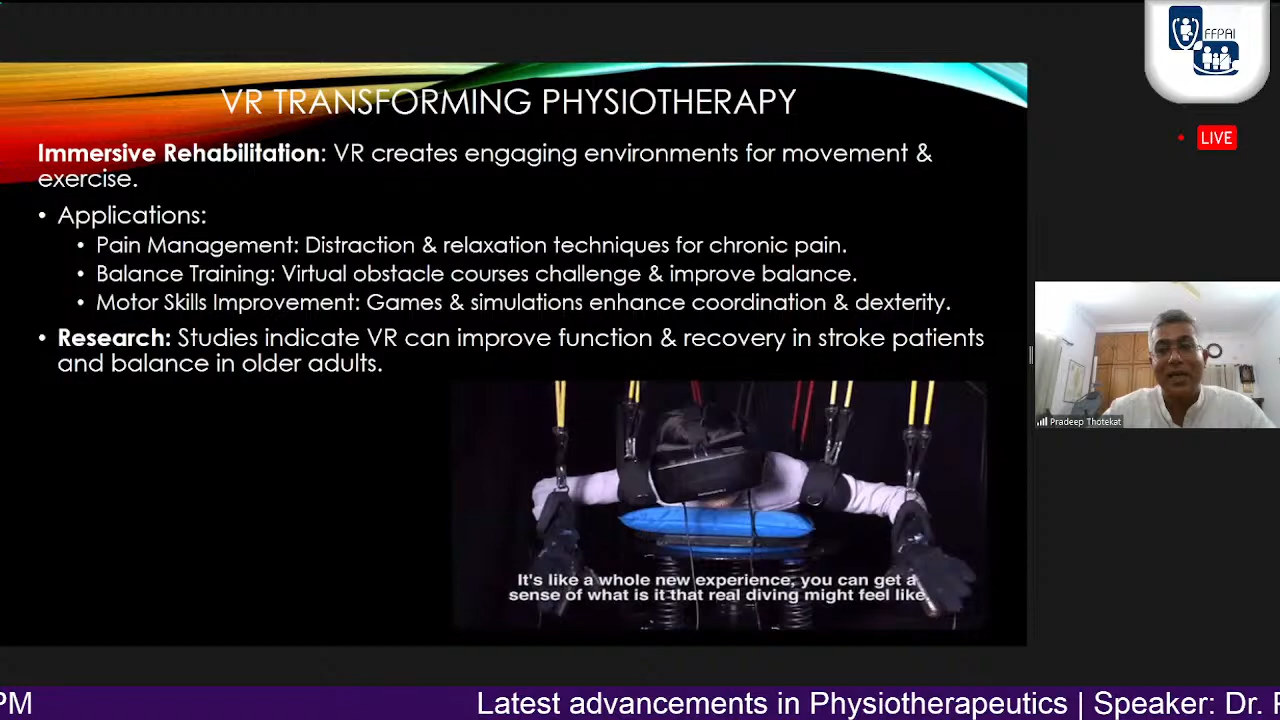 FFPAI
LIVE
VR TRANSFORMING PHYSIOTHERAPY
Immersive Rehabilitation: VR creates engaging environments for movement &
exercise.
• Applications:
• Pain Management: Distraction & relaxation techniques for chronic pain.
• Balance Training: Virtual obstacle courses challenge & improve balance.
• Motor Skills Improvement: Games & simulations enhance coordination & dexterity.
• Research: Studies indicate VR can improve function & recovery in stroke patients
and balance in older adults.
It's like a whole new experience, you can get a
sense of what is it that real diving might feel like
Pradeep Thotekat
PM Latest advancements in Physiotherapeutics | Speaker: Dr.